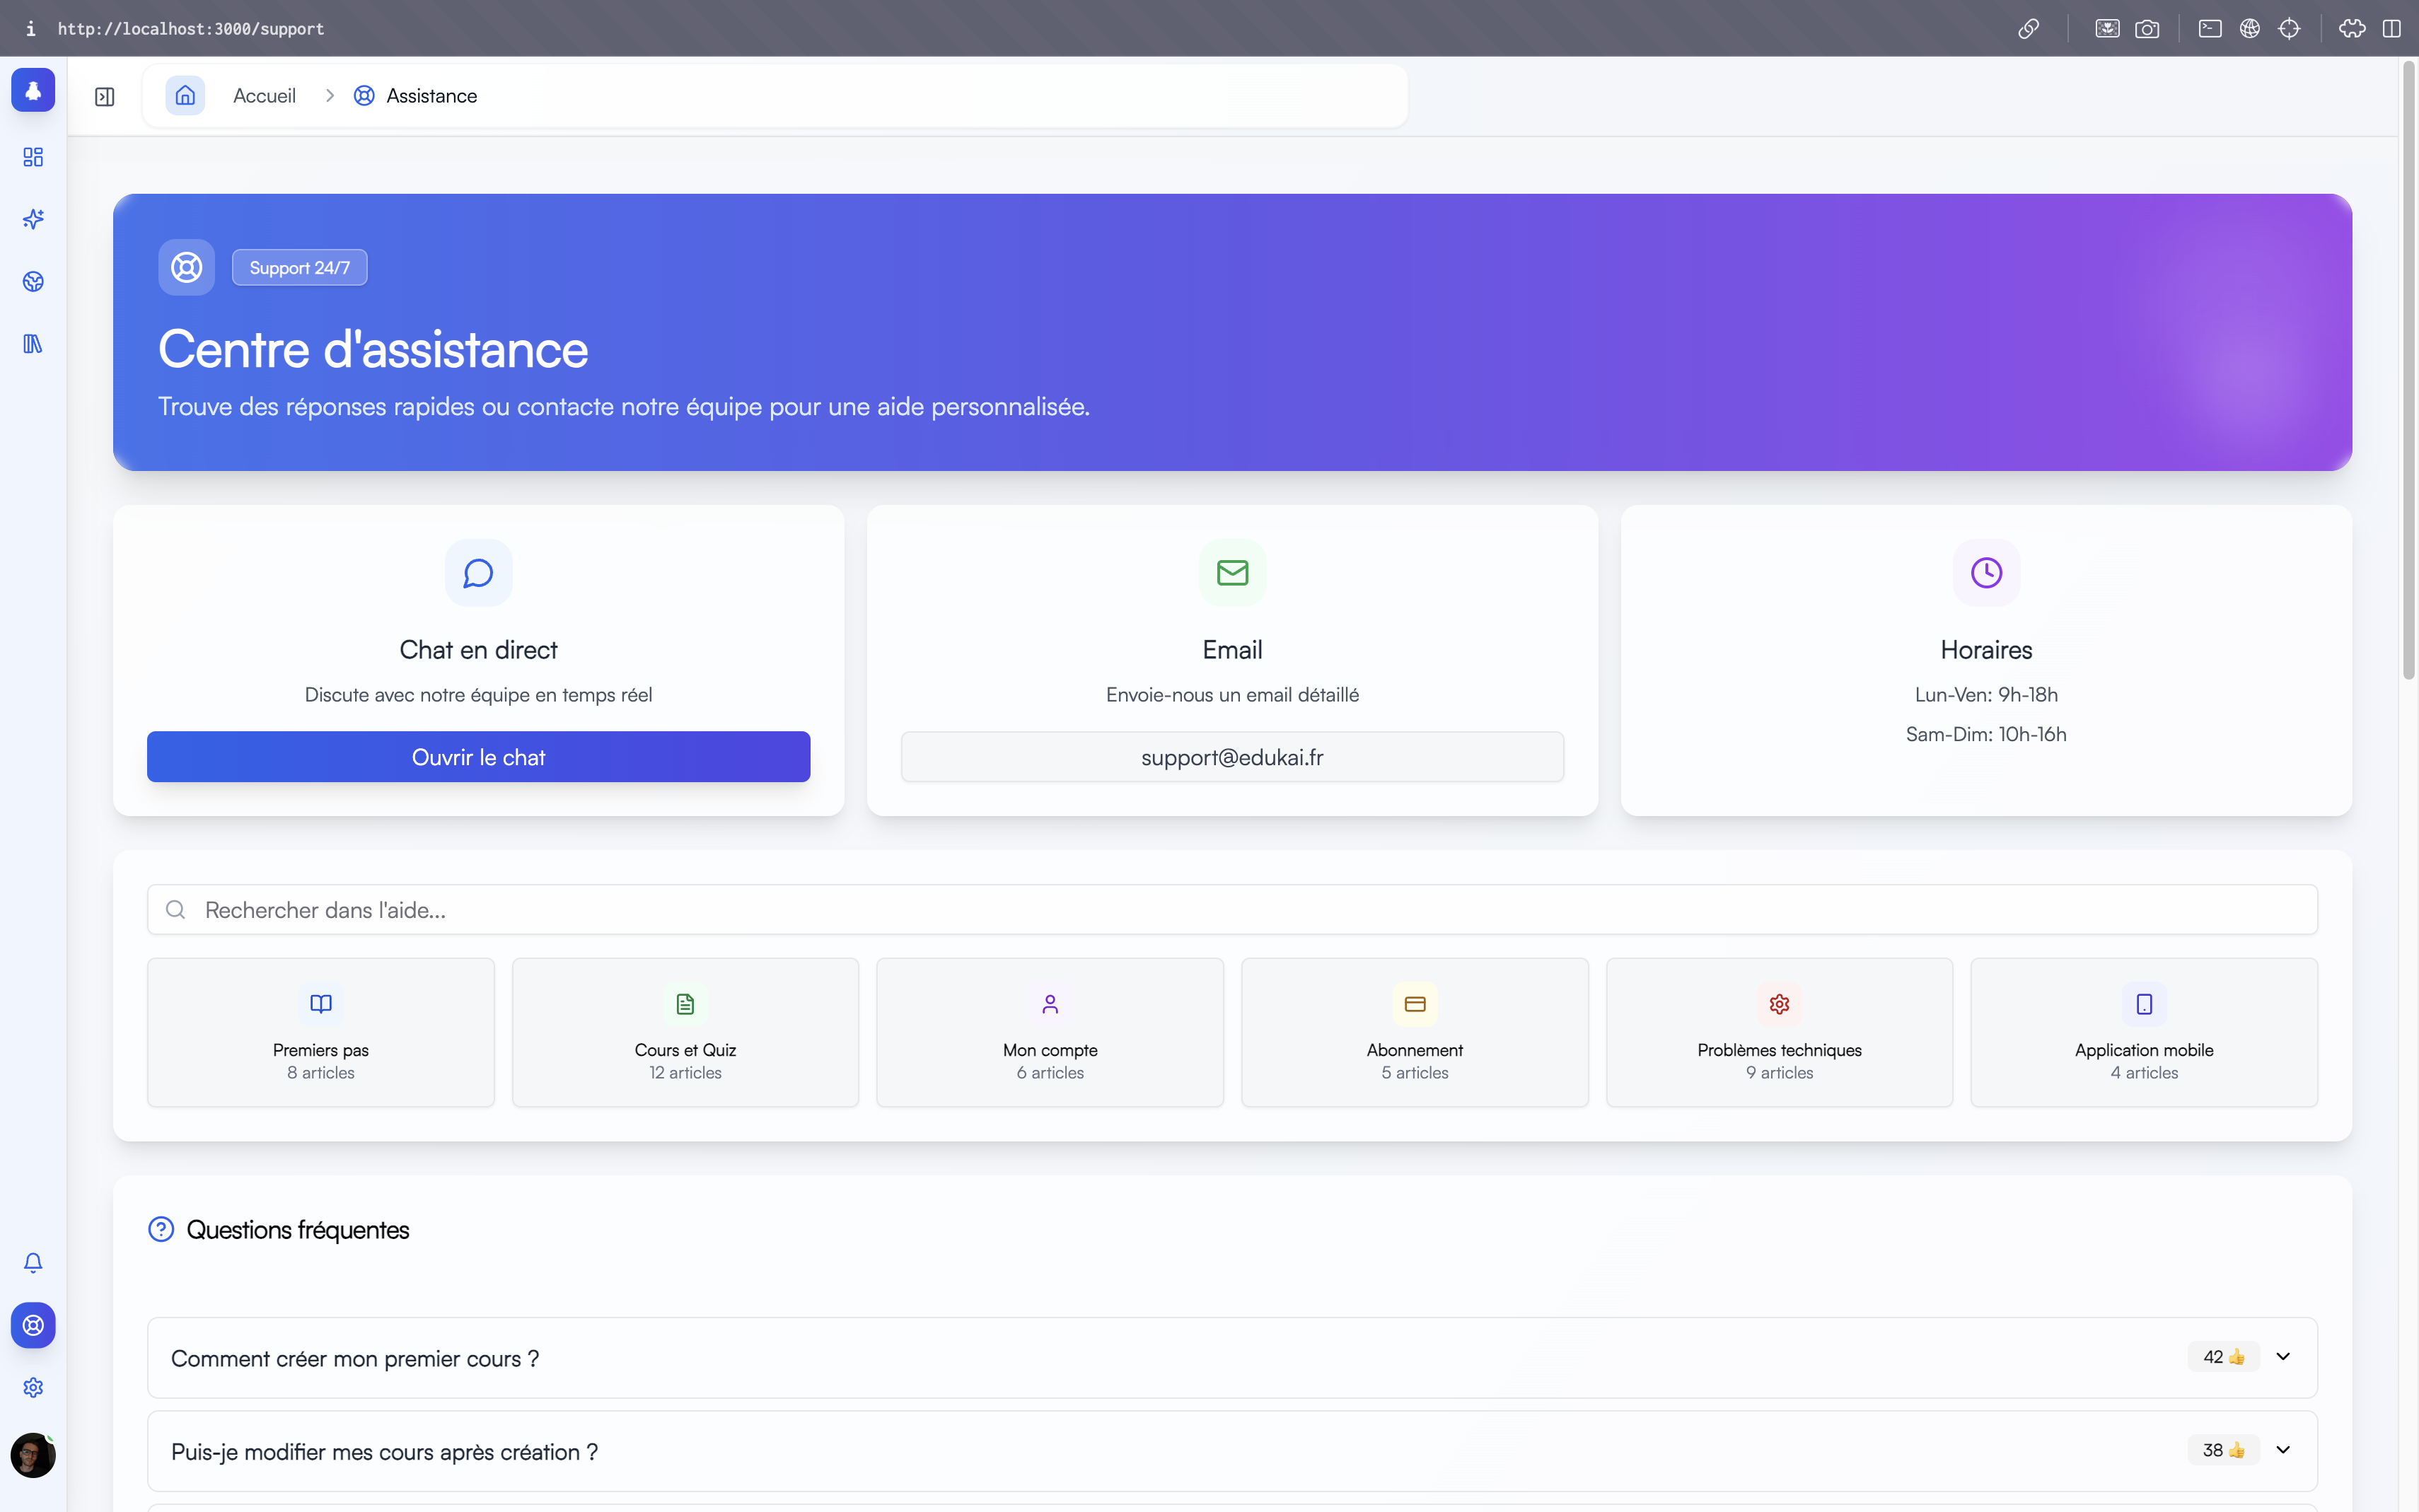 i http://localhost:3000/support
Accueil
Assistance
Support 24/7
Centre d'assistance
Trouve des réponses rapides ou contacte notre équipe pour une aide personnalisée.
Chat en direct
Discute avec notre équipe en temps réel
Ouvrir le chat
Email
Envoie-nous un email détaillé
support@edukai.fr
Horaires
Lun-Ven: 9h-18h
Sam-Dim: 10h-16h
Rechercher dans l'aide...
Premiers pas
8 articles
Cours et Quiz
12 articles
Mon compte
6 articles
Abonnement
5 articles
Problèmes techniques
9 articles
Application mobile
4 articles
Questions fréquentes
Comment créer mon premier cours ?
42 👍
Puis-je modifier mes cours après création ?
38 👍